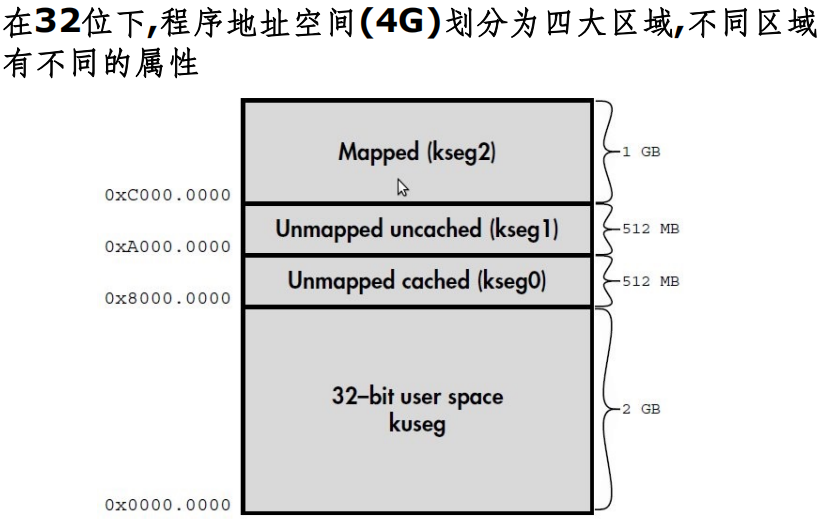 在32位下,程序地址空间(4G)划分为四大区域,不同区域
有不同的属性
Mapped (kseg2)
1 GB
0xC000.0000
Unmapped uncached (kseg1)
512 MB
0xA000.0000
Unmapped cached (kseg0)
512 MB
0x8000.0000
32–bit user space
kuseg
2 GB
0x0000.0000